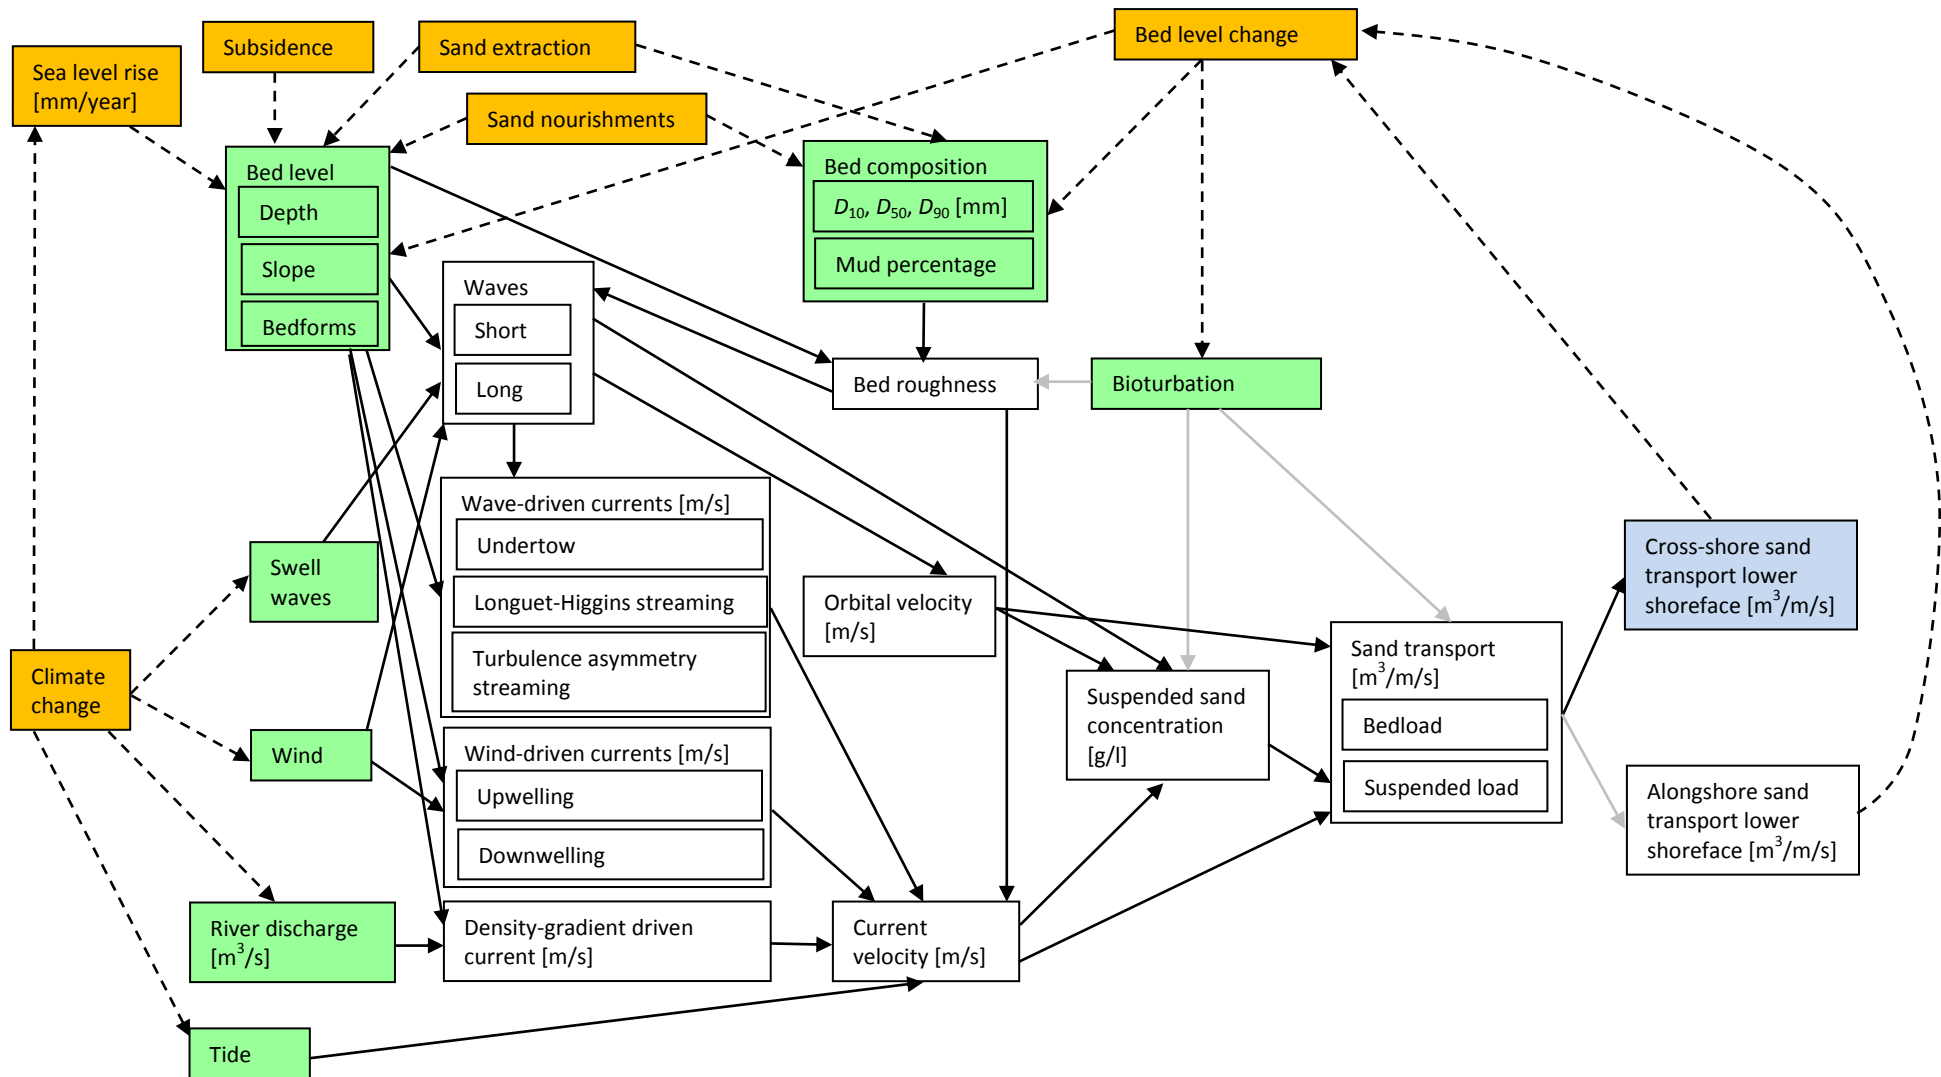 Subsidence
Sand extraction
Bed level change
Sea level rise
[mm/year]
Sand nourishments
Bed level
Depth
Slope
Bedforms
Bed composition
D10, D50, D90 [mm]
Mud percentage
Waves
Short
Long
Bed roughness
Bioturbation
Wave-driven currents [m/s]
Undertow
Longuet-Higgins streaming
Turbulence asymmetry
streaming
Swell
waves
Orbital velocity
[m/s]
Cross-shore sand
transport lower
shoreface [m³/m/s]
Climate
change
Sand transport
[m³/m/s]
Bedload
Suspended load
Suspended sand
concentration
[g/l]
Wind
Wind-driven currents [m/s]
Upwelling
Downwelling
Alongshore sand
transport lower
shoreface [m³/m/s]
River discharge
[m³/s]
Density-gradient driven
current [m/s]
Current
velocity [m/s]
Tide